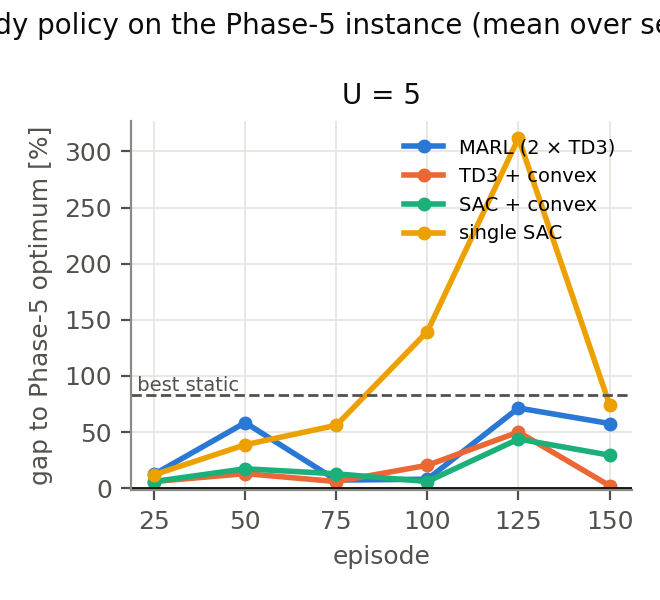 dy policy on the Phase-5 instance (mean over se
U = 5
gap to Phase-5 optimum [%]
300
250
200
150
100
50
0
MARL (2 × TD3)
TD3 + convex
SAC + convex
single SAC
best static
25 50 75 100 125 150
episode